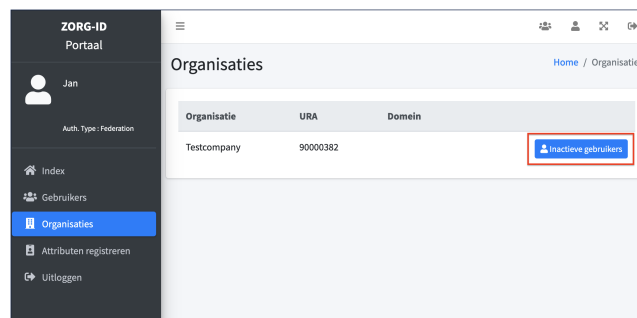 ZORG-ID
Portaal
Jan
Auth. Type : Federation
Index
Gebruikers
Organisaties
Attributen registreren
Uitloggen
Organisaties
Home / Organisatie
Organisatie URA Domein
Testcompany 90000382 Inactieve gebruikers